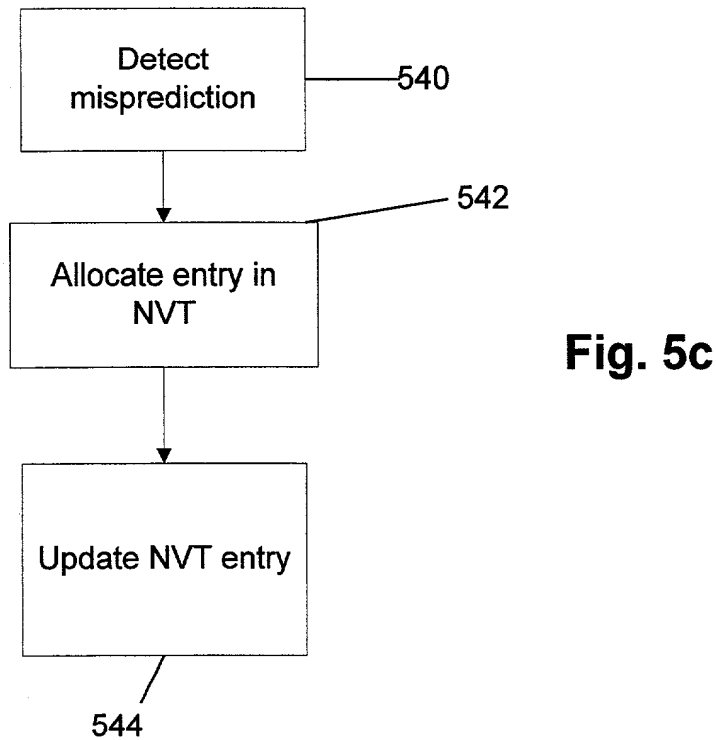 Detect
misprediction
540
542
Allocate entry in
NVT
Fig. 5c
Update NVT entry
544